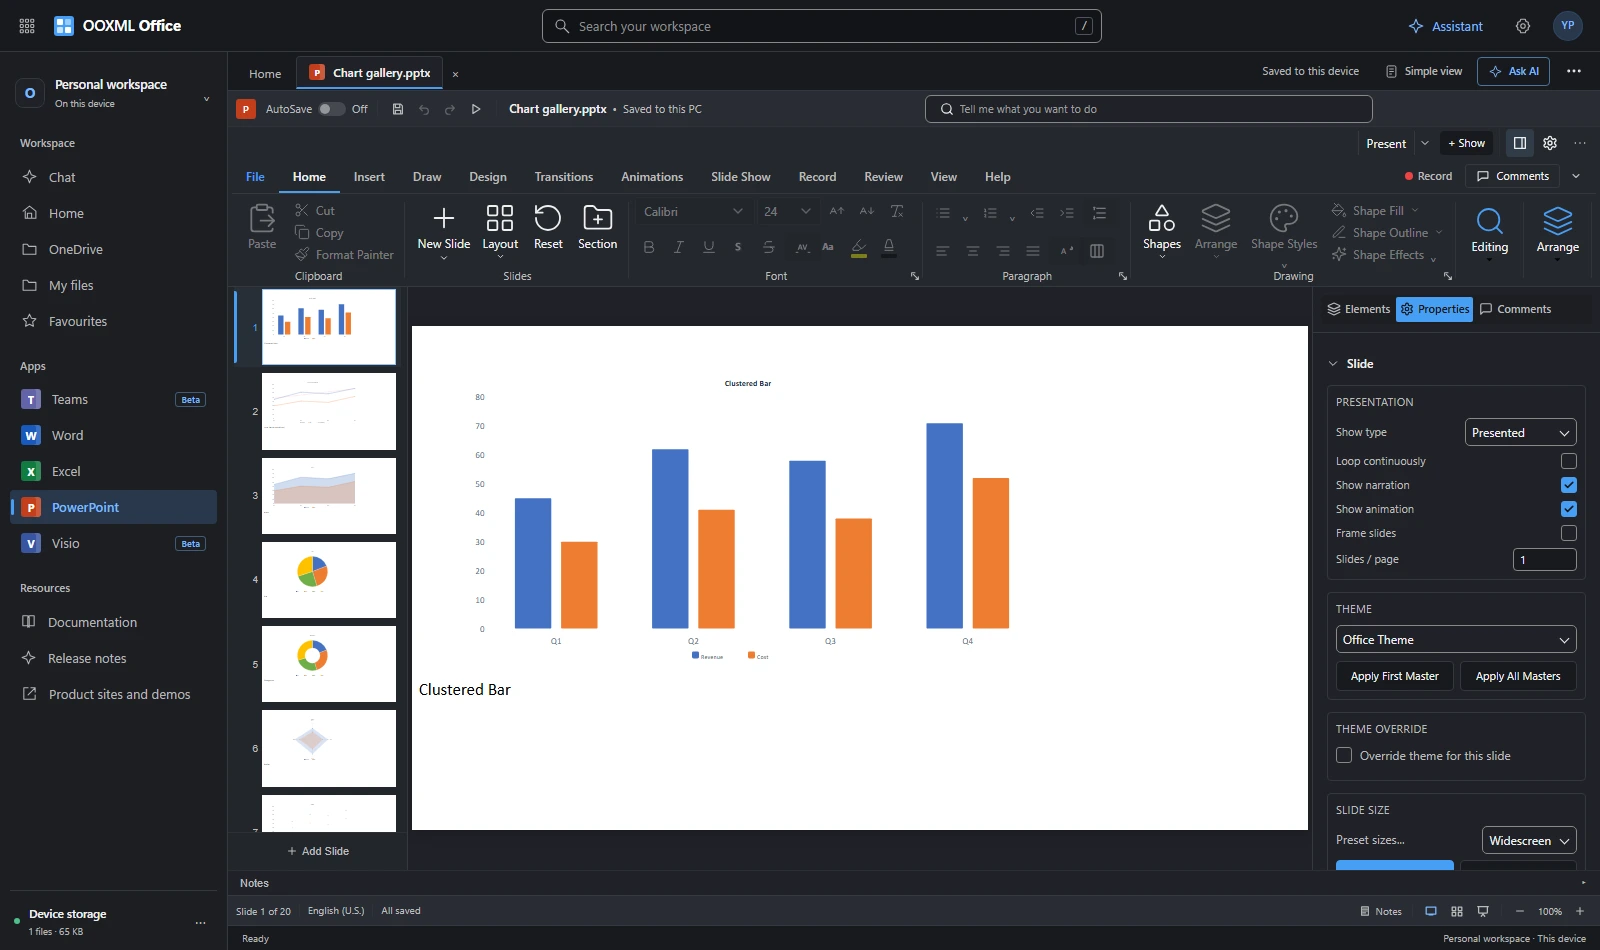 OOXML Office
Search your workspace
/
Assistant
YP
O
Personal workspace
On this device
Workspace
Chat
Home
OneDrive
My files
Favourites
Apps
T Teams Beta
W Word
X Excel
P PowerPoint
V Visio Beta
Resources
Documentation
Release notes
Product sites and demos
Device storage
1 files · 65 KB
Home
P Chart gallery.pptx ×
Saved to this device
Simple view
Ask AI
P AutoSave Off
Chart gallery.pptx • Saved to this PC
Tell me what you want to do
Present
+ Show
File Home Insert Draw Design Transitions Animations Slide Show Record Review View Help
Record
Comments
Paste
Cut
Copy
Format Painter
Clipboard
New Slide
Layout
Reset
Section
Slides
Calibri
24
Font
Paragraph
Shapes
Arrange
Shape Styles
Shape Fill
Shape Outline
Shape Effects
Drawing
Editing
Arrange
1
2
3
4
5
6
7
+ Add Slide
Clustered Bar
80
70
60
50
40
30
20
10
0
Q1 Q2 Q3 Q4
Revenue Cost
Clustered Bar
Elements Properties Comments
Slide
PRESENTATION
Show type Presented
Loop continuously
Show narration
Show animation
Frame slides
Slides / page 1
THEME
Office Theme
Apply First Master Apply All Masters
THEME OVERRIDE
Override theme for this slide
SLIDE SIZE
Preset sizes... Widescreen
Notes
Slide 1 of 20 English (U.S.) All saved
Notes
100%
Ready
Personal workspace · This device